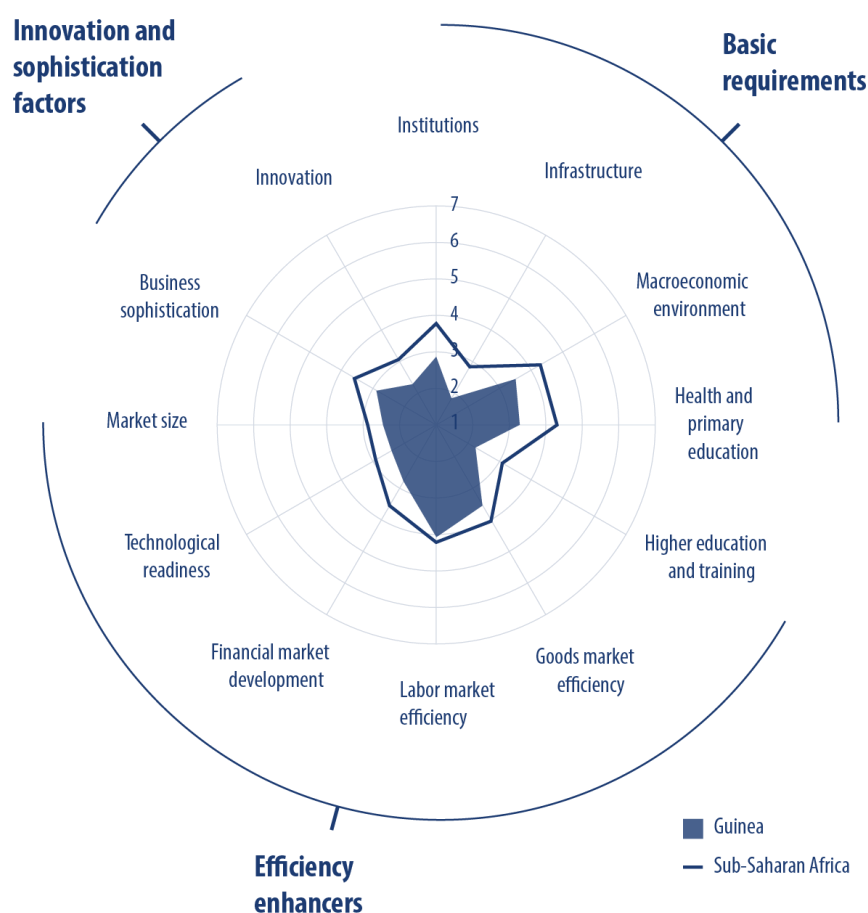 Innovation and
sophistication
factors
Basic
requirements
Institutions
Infrastructure
Macroeconomic
environment
Health and
primary
education
Higher education
and training
Goods market
efficiency
Labor market
efficiency
Financial market
development
Technological
readiness
Market size
Business
sophistication
Innovation
7
6
5
4
3
2
1
Efficiency
enhancers
Guinea
Sub-Saharan Africa